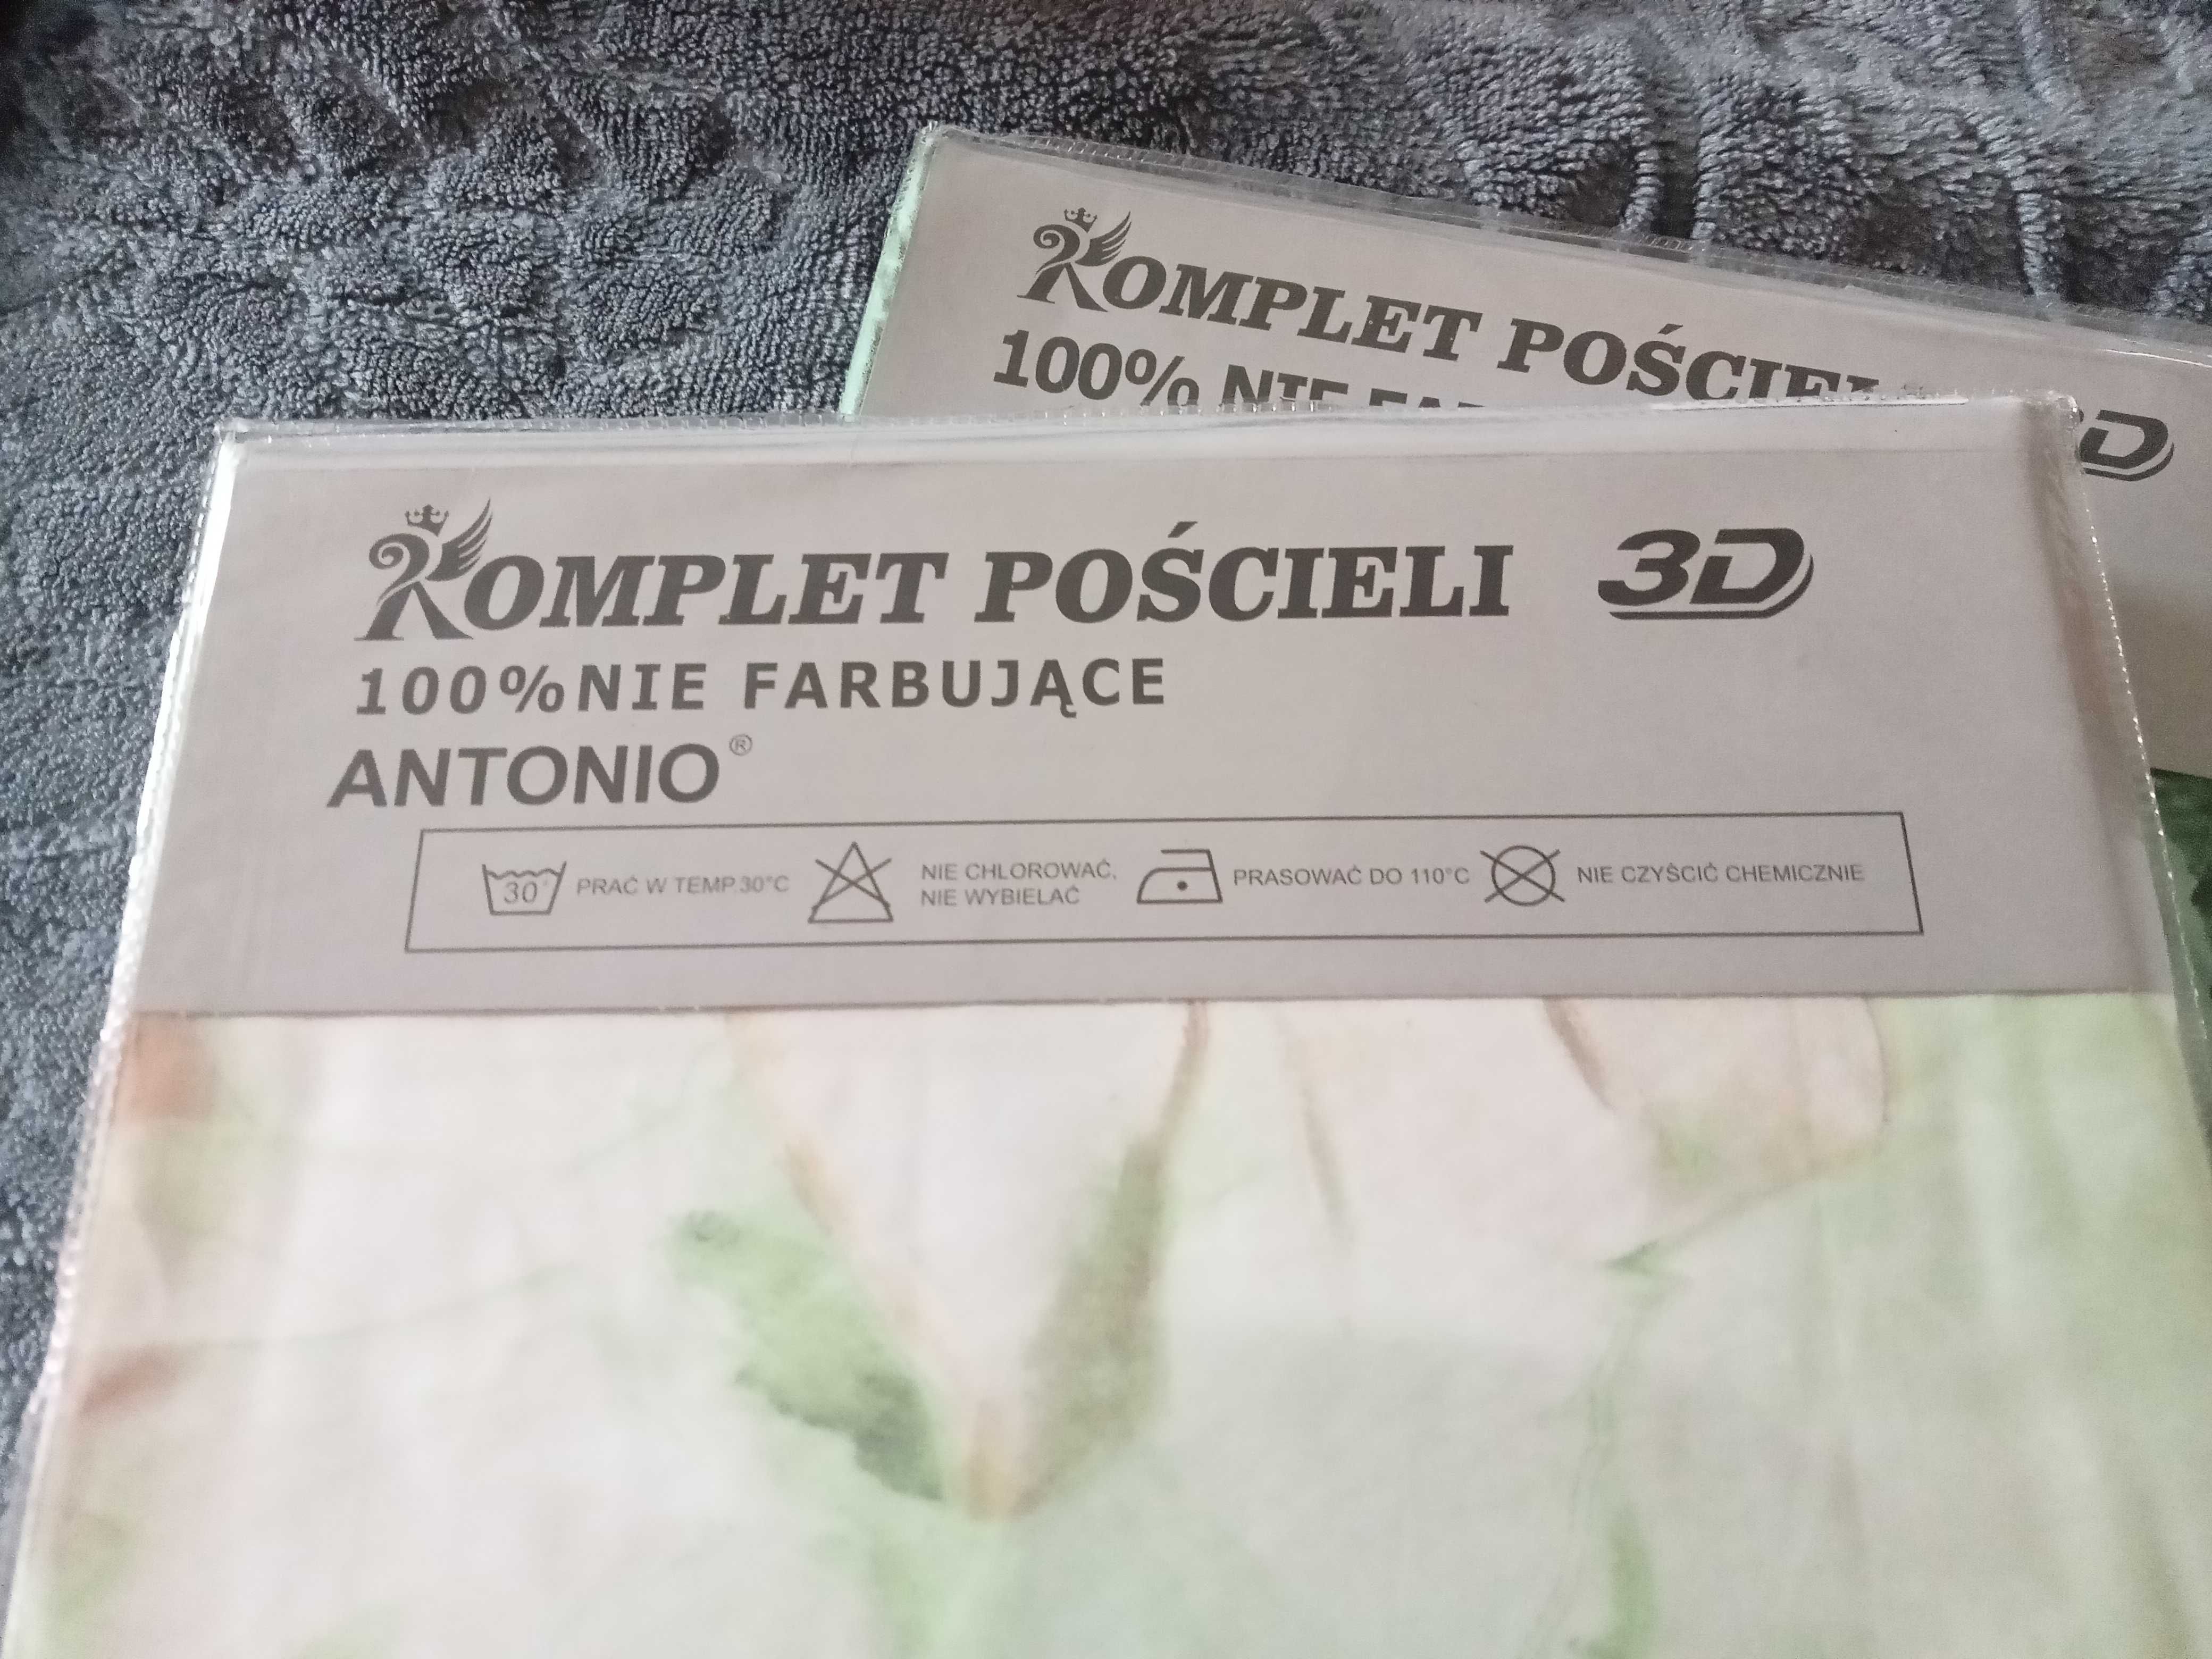 KOMPLET POŚCIELI
100% NIE
3D
KOMPLET POŚCIELI 3D
100%NIE FARBUJĄCE
ANTONIO®
30° PRAĆ W TEMP.30°C NIE CHLOROWAĆ, PRASOWAĆ DO 110°C NIE CZYŚCIĆ CHEMICZNIE
NIE WYBIELAĆ